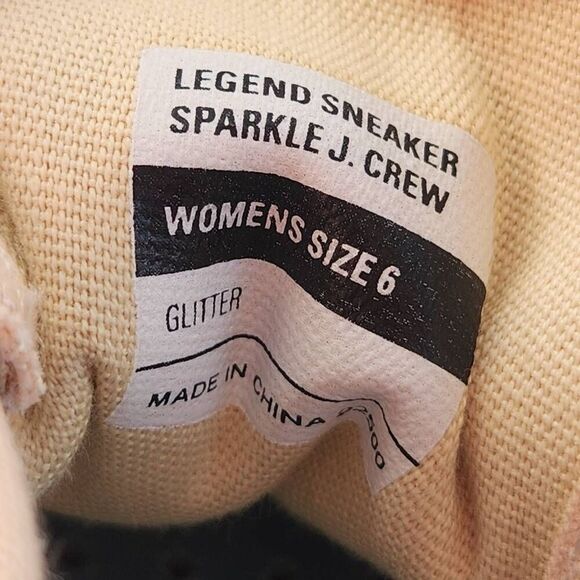 LEGEND SNEAKER
SPARKLE J. CREW
WOMENS SIZE 6
GLITTER
MADE IN CHINA